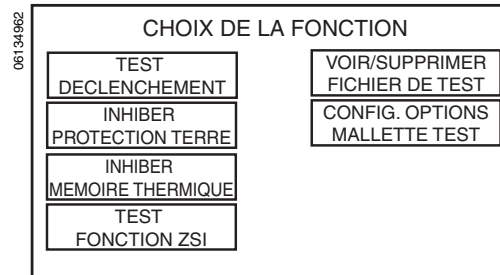 06134962
CHOIX DE LA FONCTION
TEST
DECLENCHEMENT
INHIBER
PROTECTION TERRE
INHIBER
MEMOIRE THERMIQUE
TEST
FONCTION ZSI
VOIR/SUPPRIMER
FICHIER DE TEST
CONFIG. OPTIONS
MALLETTE TEST